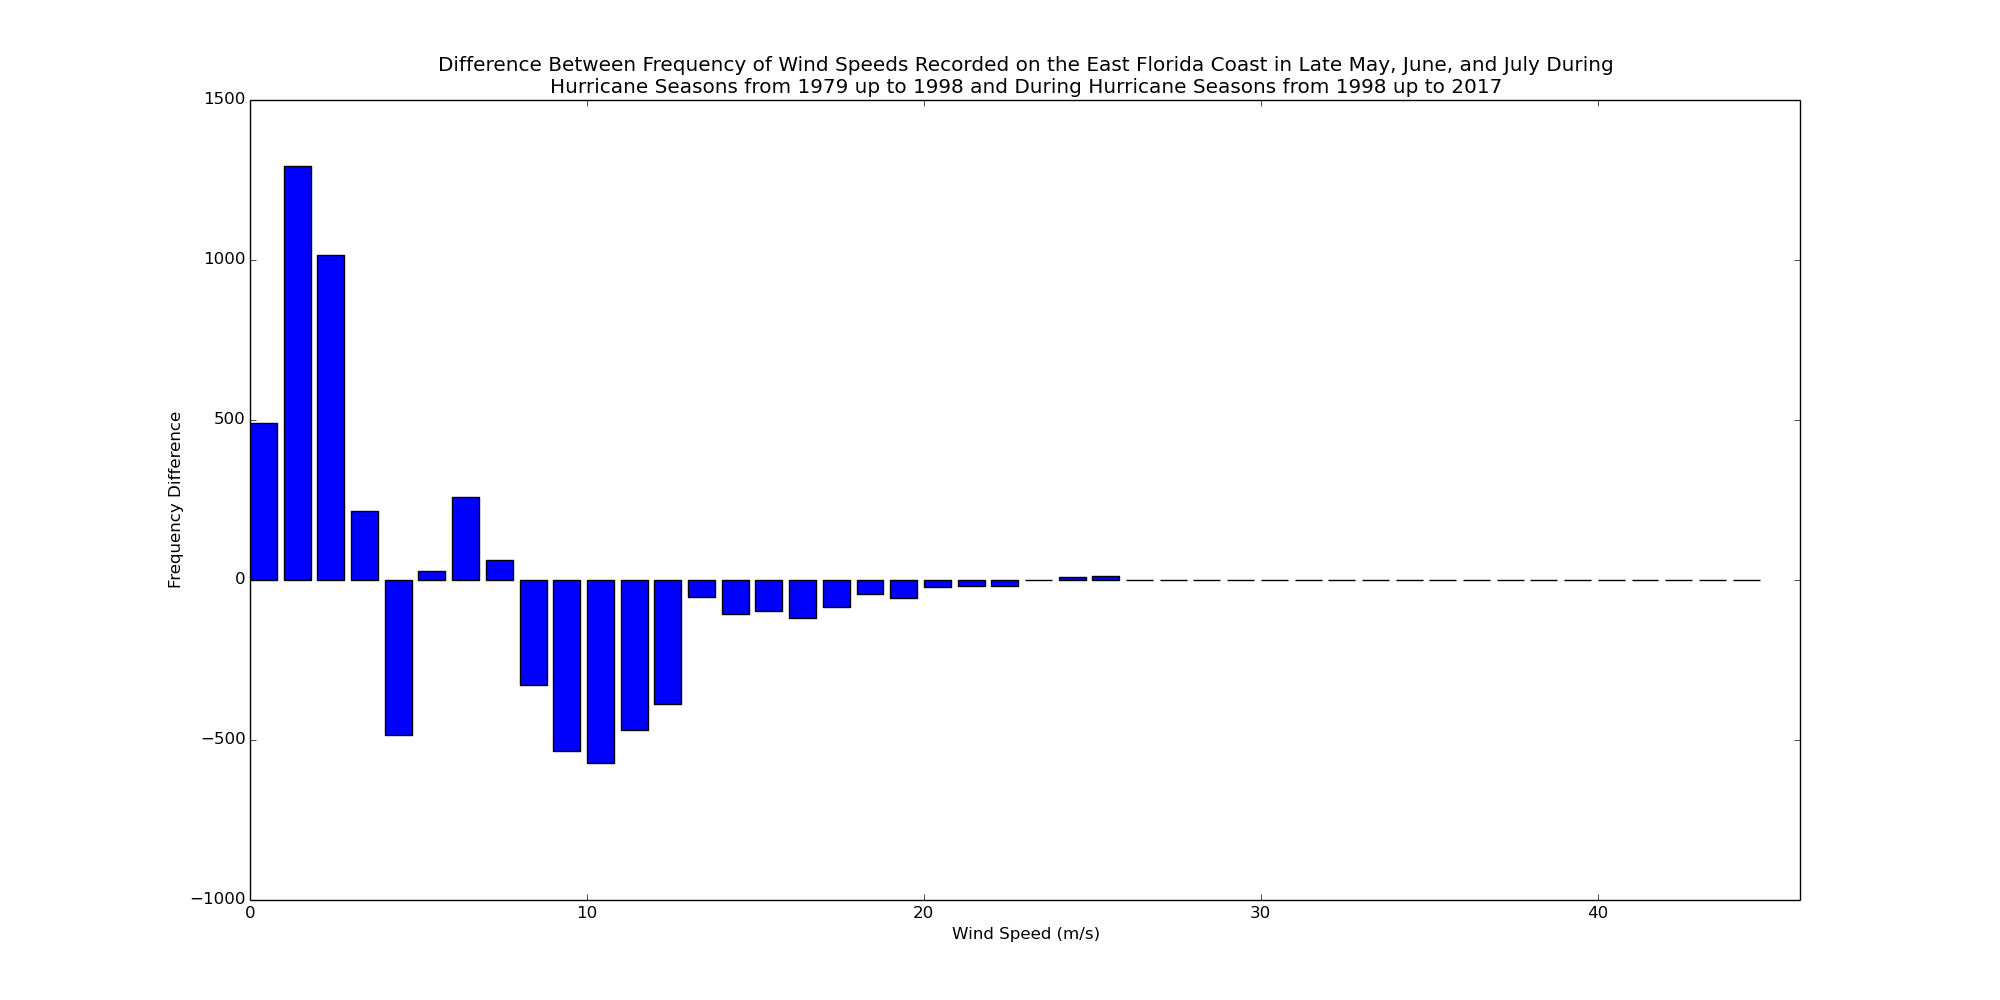 Difference Between Frequency of Wind Speeds Recorded on the East Florida Coast in Late May, June, and July During
Hurricane Seasons from 1979 up to 1998 and During Hurricane Seasons from 1998 up to 2017
1500
1000
500
0
−500
−1000
Frequency Difference
0 10 20 30 40
Wind Speed (m/s)